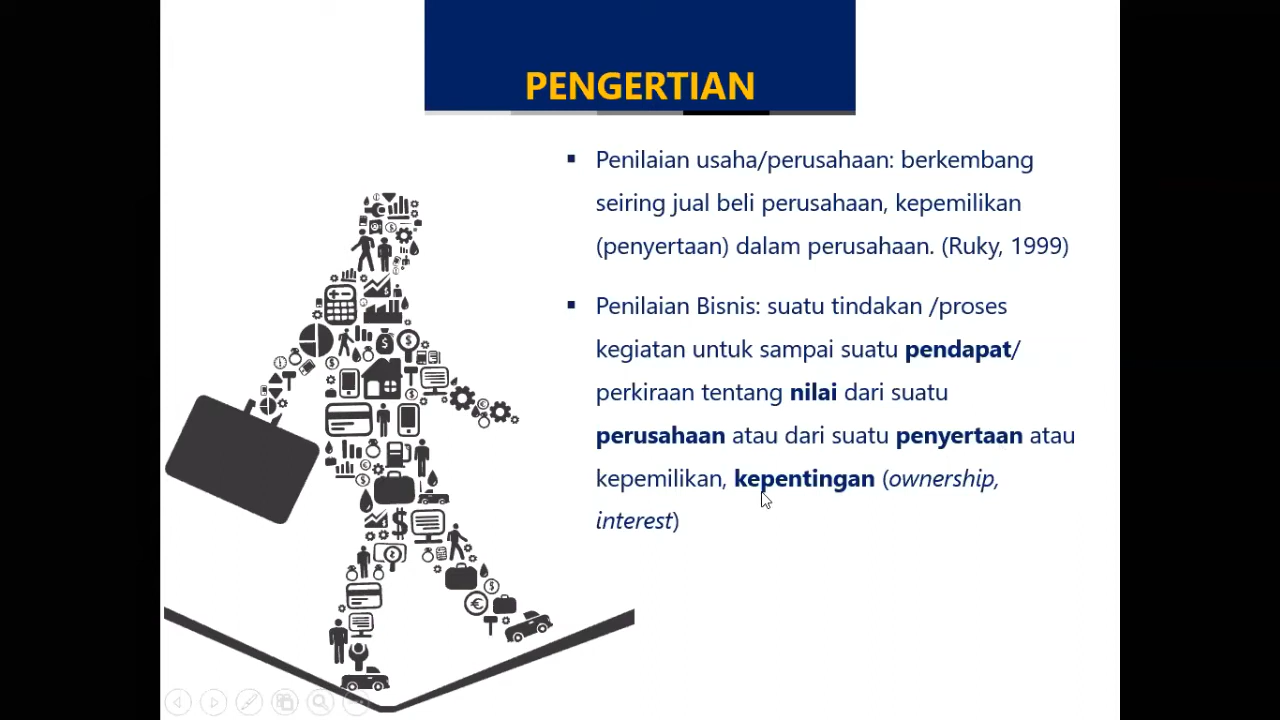 PENGERTIAN
▪ Penilaian usaha/perusahaan: berkembang
seiring jual beli perusahaan, kepemilikan
(penyertaan) dalam perusahaan. (Ruky, 1999)
▪ Penilaian Bisnis: suatu tindakan /proses
kegiatan untuk sampai suatu pendapat/
perkiraan tentang nilai dari suatu
perusahaan atau dari suatu penyertaan atau
kepemilikan, kepentingan (ownership,
interest)